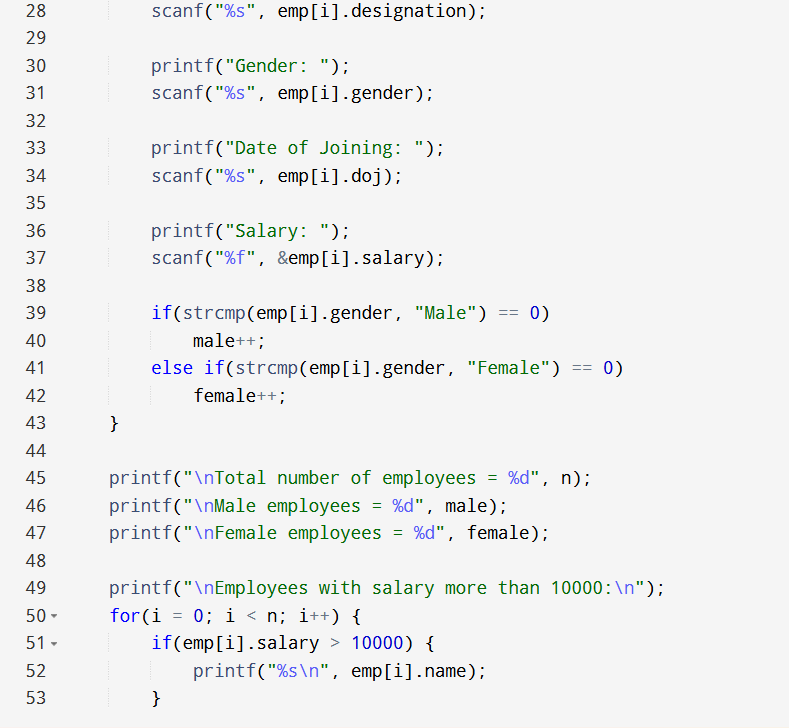 28 scanf("%s", emp[i].designation);
29
30 printf("Gender: ");
31 scanf("%s", emp[i].gender);
32
33 printf("Date of Joining: ");
34 scanf("%s", emp[i].doj);
35
36 printf("Salary: ");
37 scanf("%f", &emp[i].salary);
38
39 if(strcmp(emp[i].gender, "Male") == 0)
40 male++;
41 else if(strcmp(emp[i].gender, "Female") == 0)
42 female++;
43 }
44
45 printf("\nTotal number of employees = %d", n);
46 printf("\nMale employees = %d", male);
47 printf("\nFemale employees = %d", female);
48
49 printf("\nEmployees with salary more than 10000:\n");
50 for(i = 0; i < n; i++) {
51 if(emp[i].salary > 10000) {
52 printf("%s\n", emp[i].name);
53 }